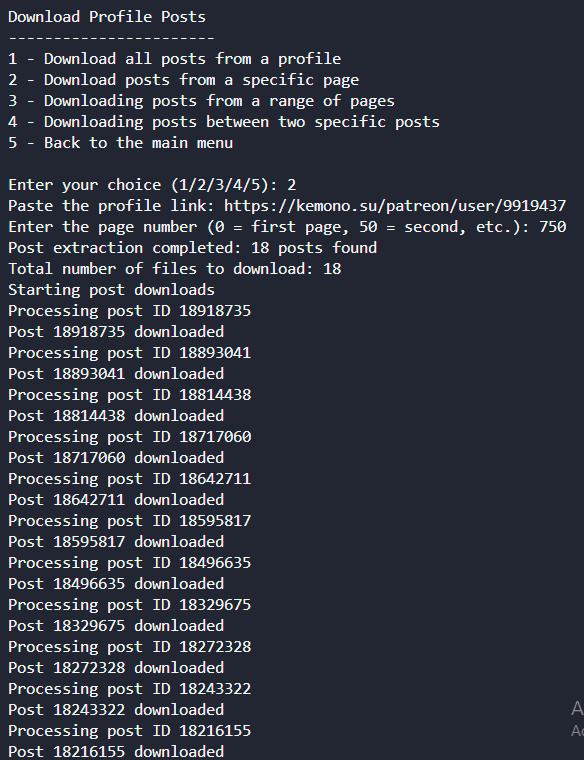 Download Profile Posts
-----------------------
1 - Download all posts from a profile
2 - Download posts from a specific page
3 - Downloading posts from a range of pages
4 - Downloading posts between two specific posts
5 - Back to the main menu
Enter your choice (1/2/3/4/5): 2
Paste the profile link: https://kemono.su/patreon/user/9919437
Enter the page number (0 = first page, 50 = second, etc.): 750
Post extraction completed: 18 posts found
Total number of files to download: 18
Starting post downloads
Processing post ID 18918735
Post 18918735 downloaded
Processing post ID 18893041
Post 18893041 downloaded
Processing post ID 18814438
Post 18814438 downloaded
Processing post ID 18717060
Post 18717060 downloaded
Processing post ID 18642711
Post 18642711 downloaded
Processing post ID 18595817
Post 18595817 downloaded
Processing post ID 18496635
Post 18496635 downloaded
Processing post ID 18329675
Post 18329675 downloaded
Processing post ID 18272328
Post 18272328 downloaded
Processing post ID 18243322
Post 18243322 downloaded
Processing post ID 18216155
Post 18216155 downloaded